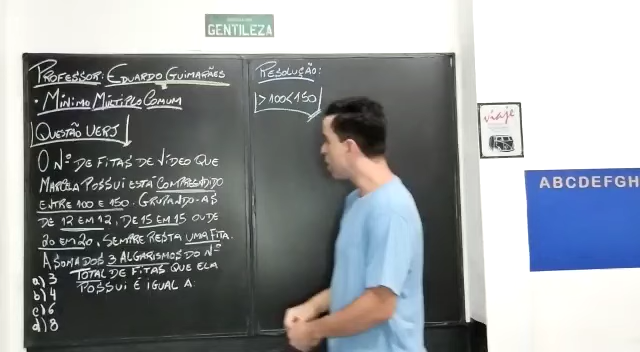 GENTILEZA
PROFESSOR: EDUARDO GUIMARÃES
• MÍNIMO MÚLTIPLO COMUM
QUESTÃO UERJ
O Nº DE FITAS DE VÍDEO QUE
MARCELA POSSUI ESTÁ COMPREENDIDO
ENTRE 100 E 150. GRUPANDO-AS
DE 12 EM 12, DE 15 EM 15 OU DE
20 EM 20, SEMPRE RESTA UMA FITA.
A SOMA DOS 3 ALGARISMOS DO Nº
TOTAL DE FITAS QUE ELA
POSSUI É IGUAL A
a) 3
b) 4
c) 6
d) 8
RESOLUÇÃO:
> 100 < 150
viaje
ABCDEFGH